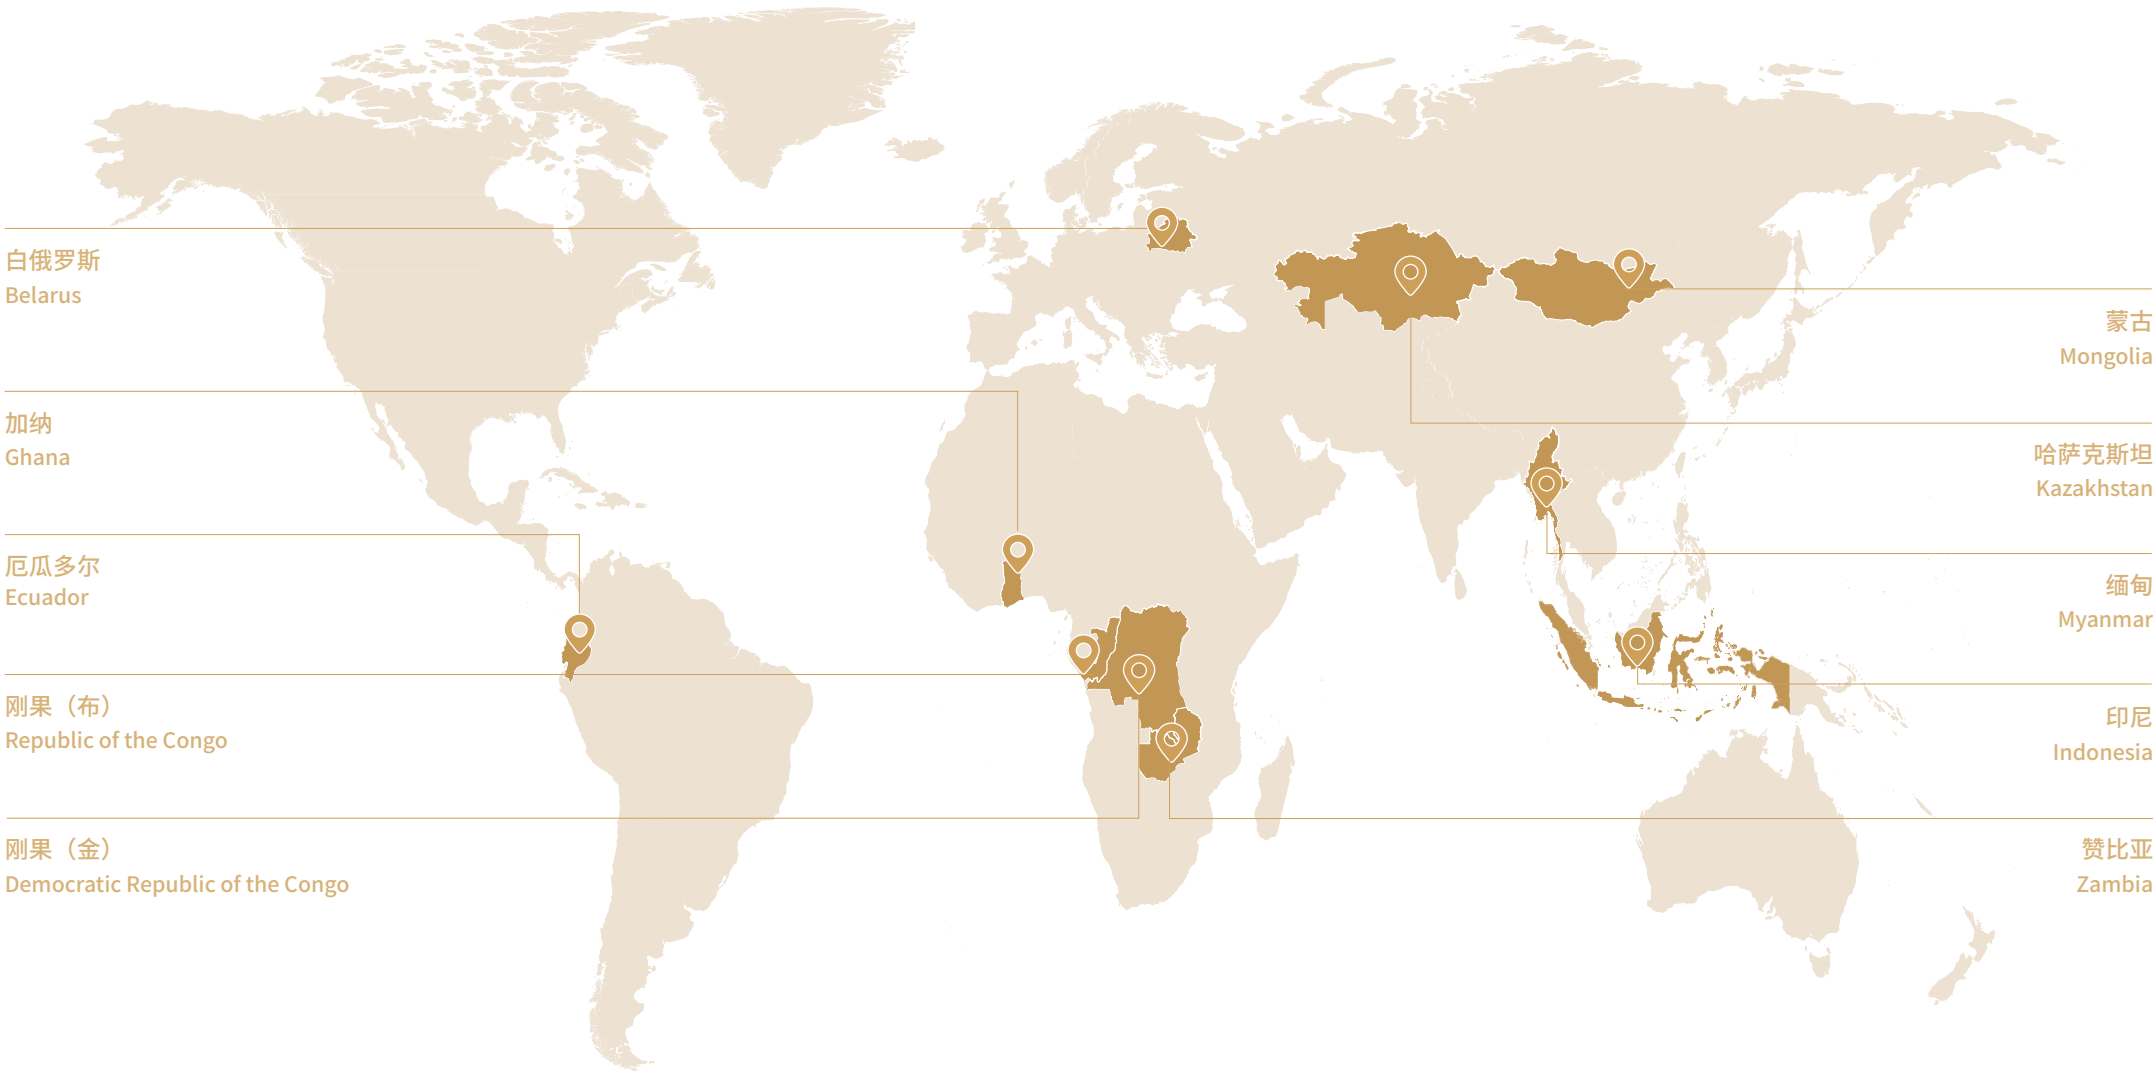 白俄罗斯
Belarus
加纳
Ghana
厄瓜多尔
Ecuador
刚果（布）
Republic of the Congo
刚果（金）
Democratic Republic of the Congo
蒙古
Mongolia
哈萨克斯坦
Kazakhstan
缅甸
Myanmar
印尼
Indonesia
赞比亚
Zambia